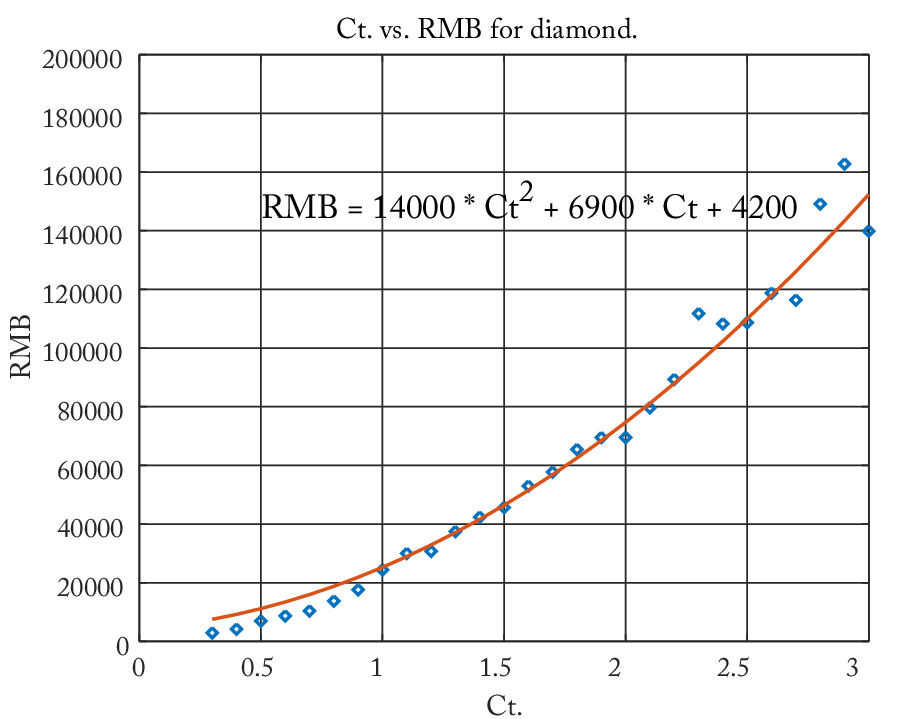 Ct. vs. RMB for diamond.
200000
180000
160000
RMB = 14000 * Ct² + 6900 * Ct + 4200
140000
120000
100000
80000
60000
40000
20000
0
RMB
0 0.5 1 1.5 2 2.5 3
Ct.